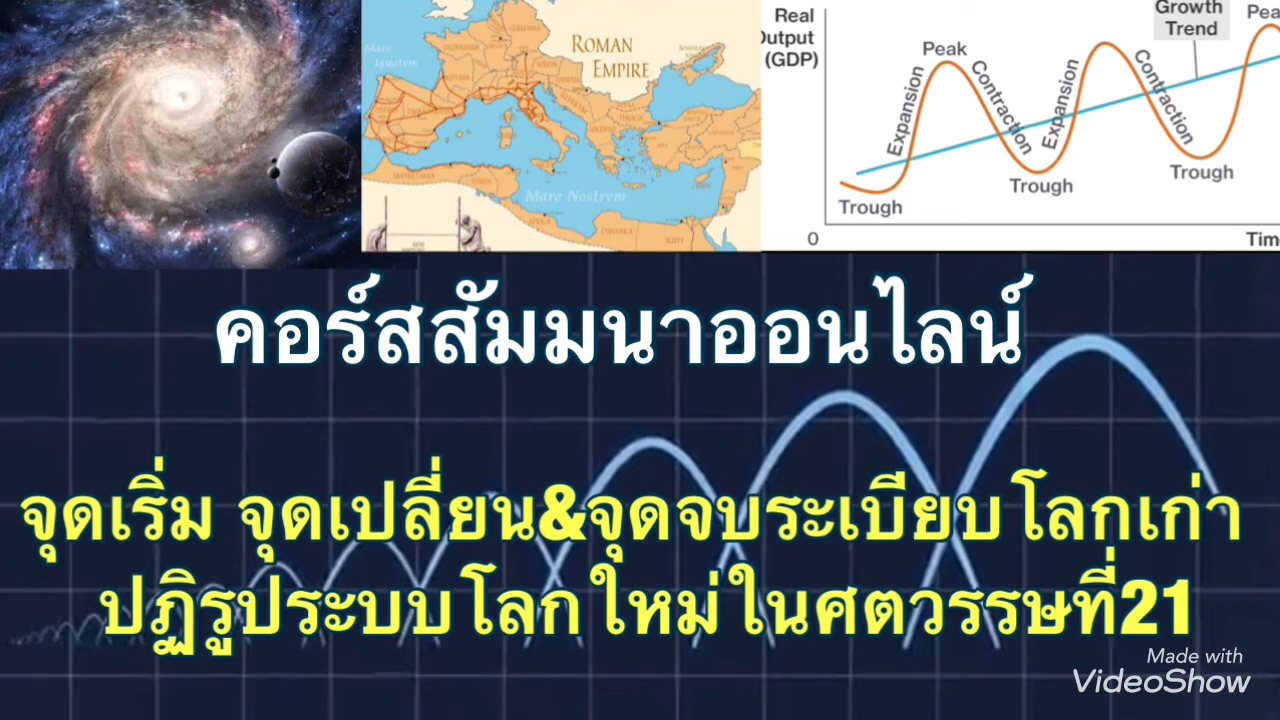 Real
Output
(GDP)
Growth
Trend
Peak
Expansion
Contraction
Expansion
Contraction
Trough
Trough
Trough
0
Mare
Ignotvm
ROMAN
EMPIRE
Mare Nostrvm
คอร์สสัมมนาออนไลน์
จุดเริ่ม จุดเปลี่ยน&จุดจบระเบียบโลกเก่า
ปฏิรูประบบโลกใหม่ในศตวรรษที่21
Made with
VideoShow